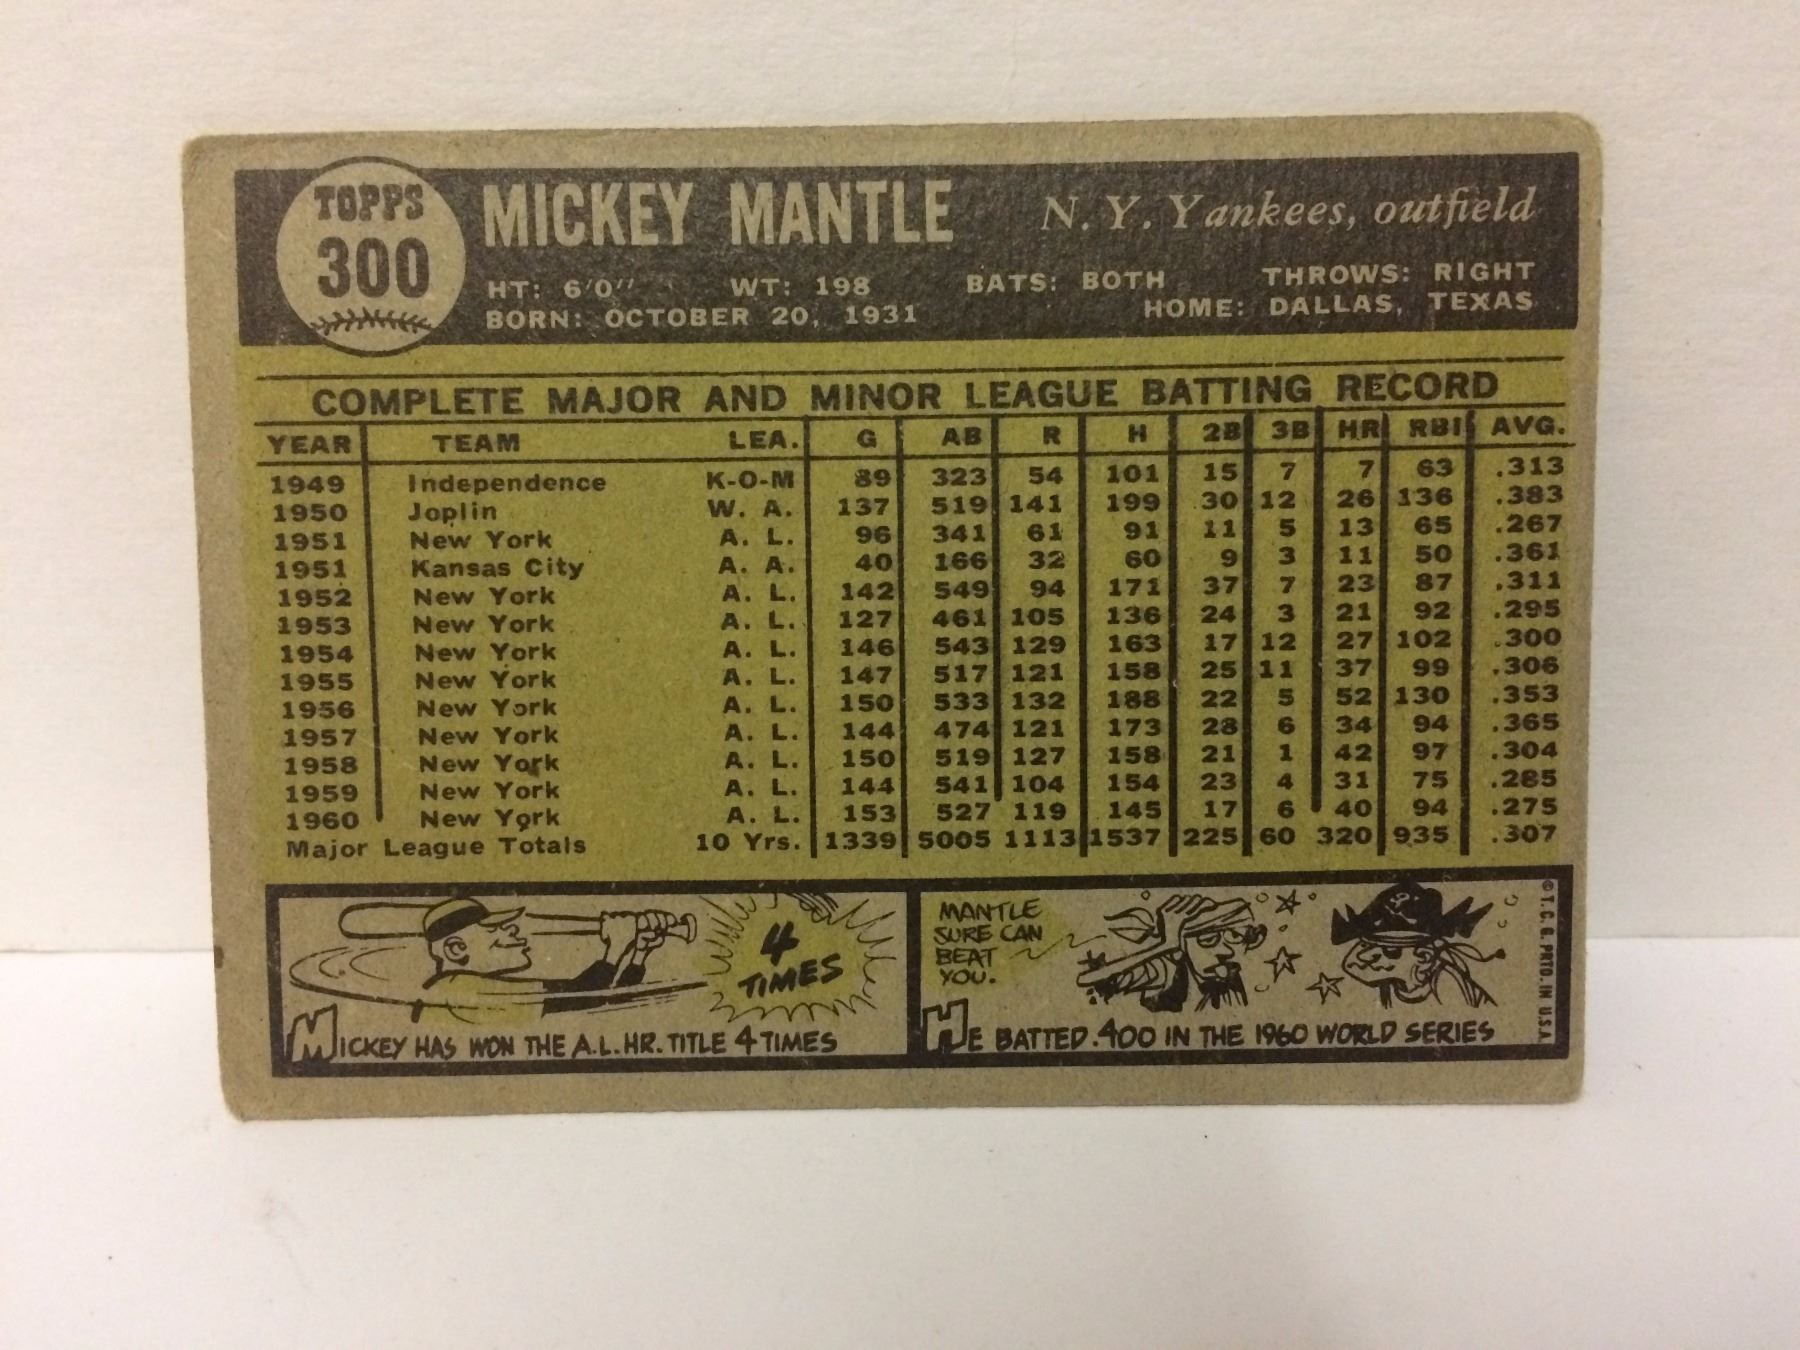 TOPPS
300
MICKEY MANTLE N. Y. Yankees, outfield
HT: 6'0" WT: 198 BATS: BOTH THROWS: RIGHT
BORN: OCTOBER 20, 1931 HOME: DALLAS, TEXAS
COMPLETE MAJOR AND MINOR LEAGUE BATTING RECORD
YEAR TEAM LEA. G AB R H 2B 3B HR RBI AVG.
1949 Independence K-O-M 89 323 54 101 15 7 7 63 .313
1950 Joplin W. A. 137 519 141 199 30 12 26 136 .383
1951 New York A. L. 96 341 61 91 11 5 13 65 .267
1951 Kansas City A. A. 40 166 32 60 9 3 11 50 .361
1952 New York A. L. 142 549 94 171 37 7 23 87 .311
1953 New York A. L. 127 461 105 136 24 3 21 92 .295
1954 New York A. L. 146 543 129 163 17 12 27 102 .300
1955 New York A. L. 147 517 121 158 25 11 37 99 .306
1956 New York A. L. 150 533 132 188 22 5 52 130 .353
1957 New York A. L. 144 474 121 173 28 6 34 94 .365
1958 New York A. L. 150 519 127 158 21 1 42 97 .304
1959 New York A. L. 144 541 104 154 23 4 31 75 .285
1960 New York A. L. 153 527 119 145 17 6 40 94 .275
Major League Totals 10 Yrs. 1339 5005 1113 1537 225 60 320 935 .307
4
TIMES
MICKEY HAS WON THE A.L. HR. TITLE 4 TIMES
MANTLE
SURE CAN
BEAT
YOU.
HE BATTED .400 IN THE 1960 WORLD SERIES
© T. C. G. PRTD. IN U.S.A.